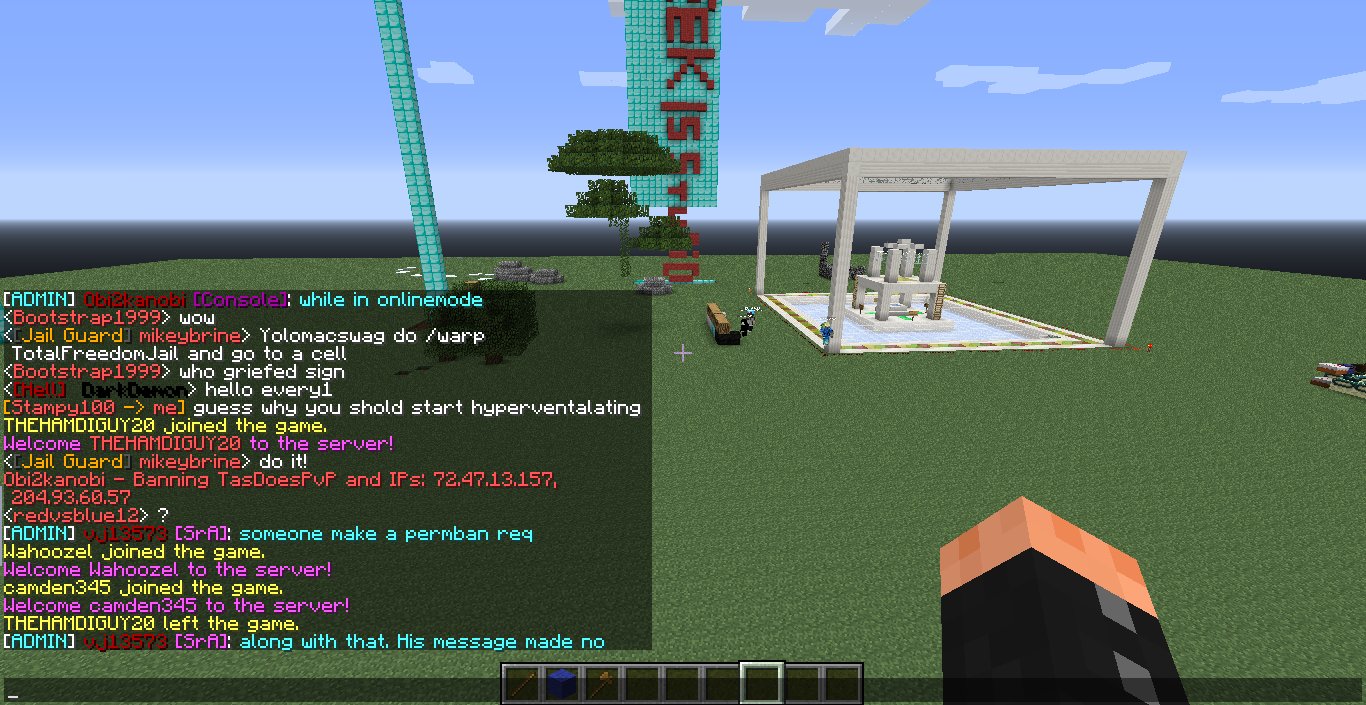 EKISSTUPID
[ADMIN] Obi2kanobi [Console]: while in onlinemode
<Bootstrap1999> wow
<[Jail Guard] mikeybrine> Yolomacswag do /warp
TotalFreedomJail and go to a cell
<Bootstrap1999> who griefed sign
<[Hell] DarkDemon> hello every1
[Stampy100 -> me] guess why you shold start hyperventalating
THEHAMDIGUY20 joined the game.
Welcome THEHAMDIGUY20 to the server!
<[Jail Guard] mikeybrine> do it!
Obi2kanobi - Banning TasDoesPvP and IPs: 72.47.13.157,
204.93.60.57
<redvsblue12> ?
[ADMIN] vj13573 [SrA]: someone make a permban req
Wahoozel joined the game.
Welcome Wahoozel to the server!
camden345 joined the game.
Welcome camden345 to the server!
THEHAMDIGUY20 left the game.
[ADMIN] vj13573 [SrA]: along with that. His message made no
_